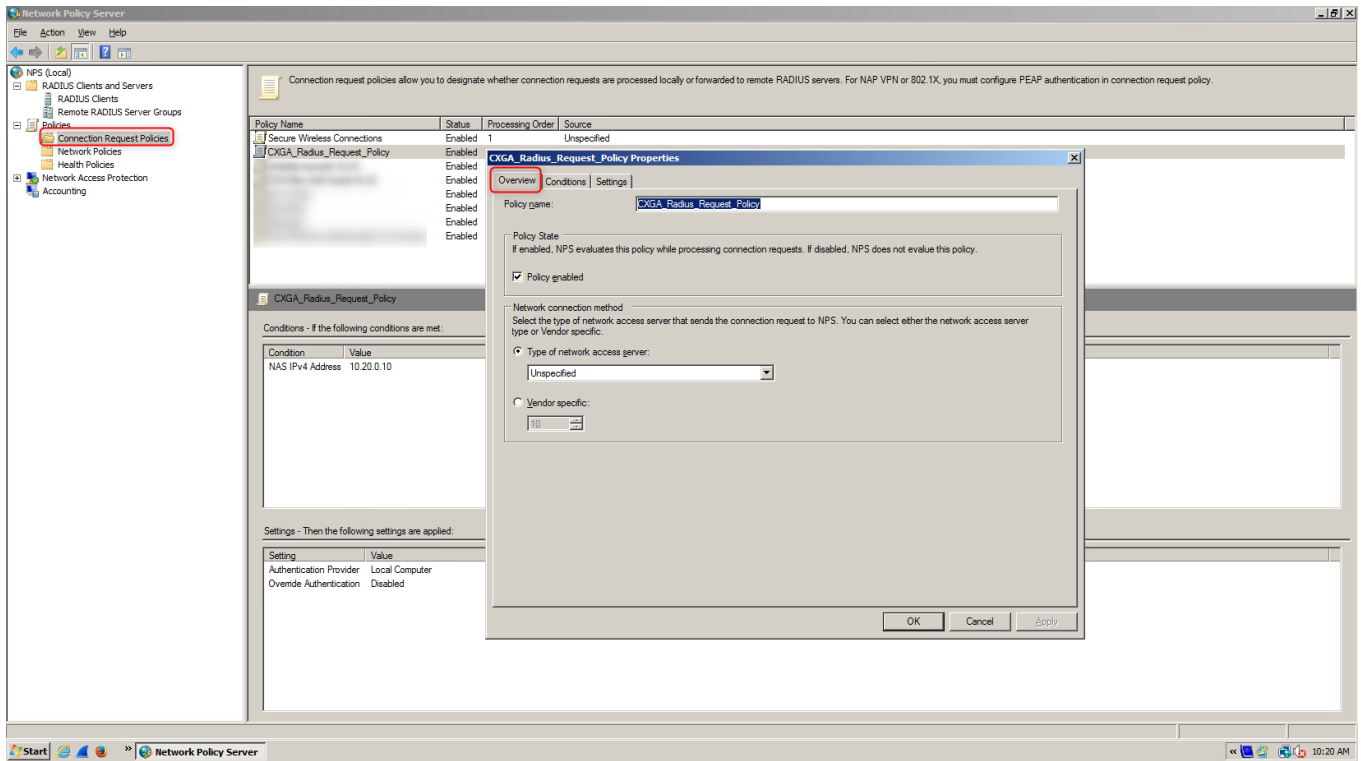 Network Policy Server
File Action View Help
NPS (Local)
RADIUS Clients and Servers
RADIUS Clients
Remote RADIUS Server Groups
Policies
Connection Request Policies
Network Policies
Health Policies
Network Access Protection
Accounting
Connection request policies allow you to designate whether connection requests are processed locally or forwarded to remote RADIUS servers. For NAP VPN or 802.1X, you must configure PEAP authentication in connection request policy.
Policy Name Status Processing Order Source
Secure Wireless Connections Enabled 1 Unspecified
CXGA_Radius_Request_Policy Enabled
Enabled
Enabled
Enabled
Enabled
Enabled
Enabled
CXGA_Radius_Request_Policy
Conditions - If the following conditions are met:
Condition Value
NAS IPv4 Address 10.20.0.10
Settings - Then the following settings are applied:
Setting Value
Authentication Provider Local Computer
Override Authentication Disabled
CXGA_Radius_Request_Policy Properties
Overview Conditions Settings
Policy name: CXGA_Radius_Request_Policy
Policy State
If enabled, NPS evaluates this policy while processing connection requests. If disabled, NPS does not evalue this policy.
Policy enabled
Network connection method
Select the type of network access server that sends the connection request to NPS. You can select either the network access server
type or Vendor specific.
Type of network access server:
Unspecified
Vendor specific:
10
OK Cancel Apply
Start » Network Policy Server « 10:20 AM